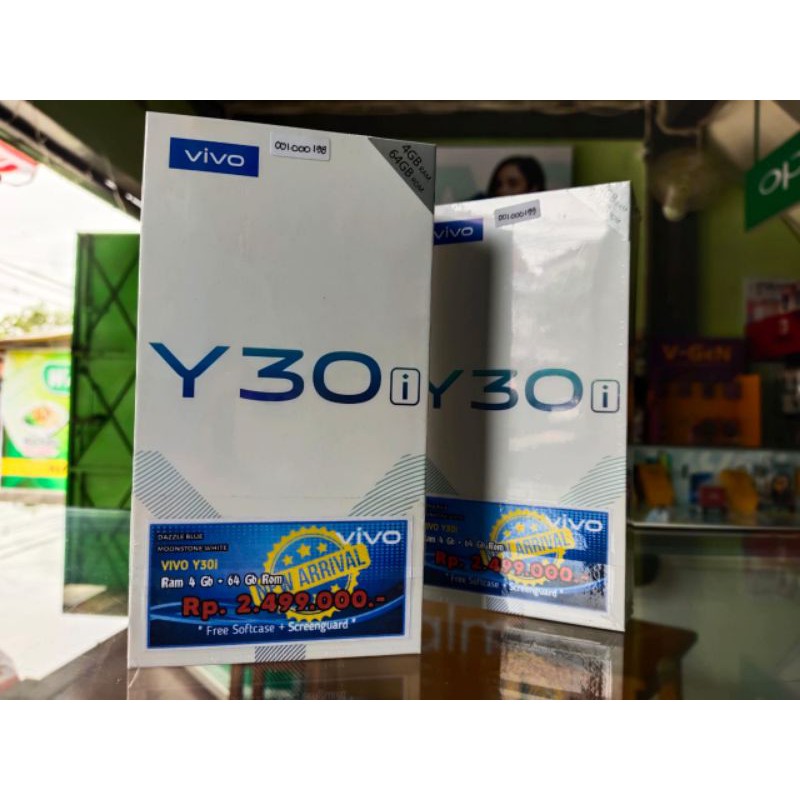 vivo
001.000.188
4GB RAM
64GB ROM
Y30i
DAZZLE BLUE
MOONSTONE WHITE
vivo
VIVO Y30i
ARRIVAL
Ram 4 Gb - 64 Gb Rom
Rp. 2.499.000.-
* Free Softcase + Screenguard *
vivo
001.000.188
Y30i
vivo
VIVO Y30i
ARRIVAL
Ram 4 Gb - 64 Gb Rom
Rp. 2.499.000.-
* Free Softcase + Screenguard *
V-GeN